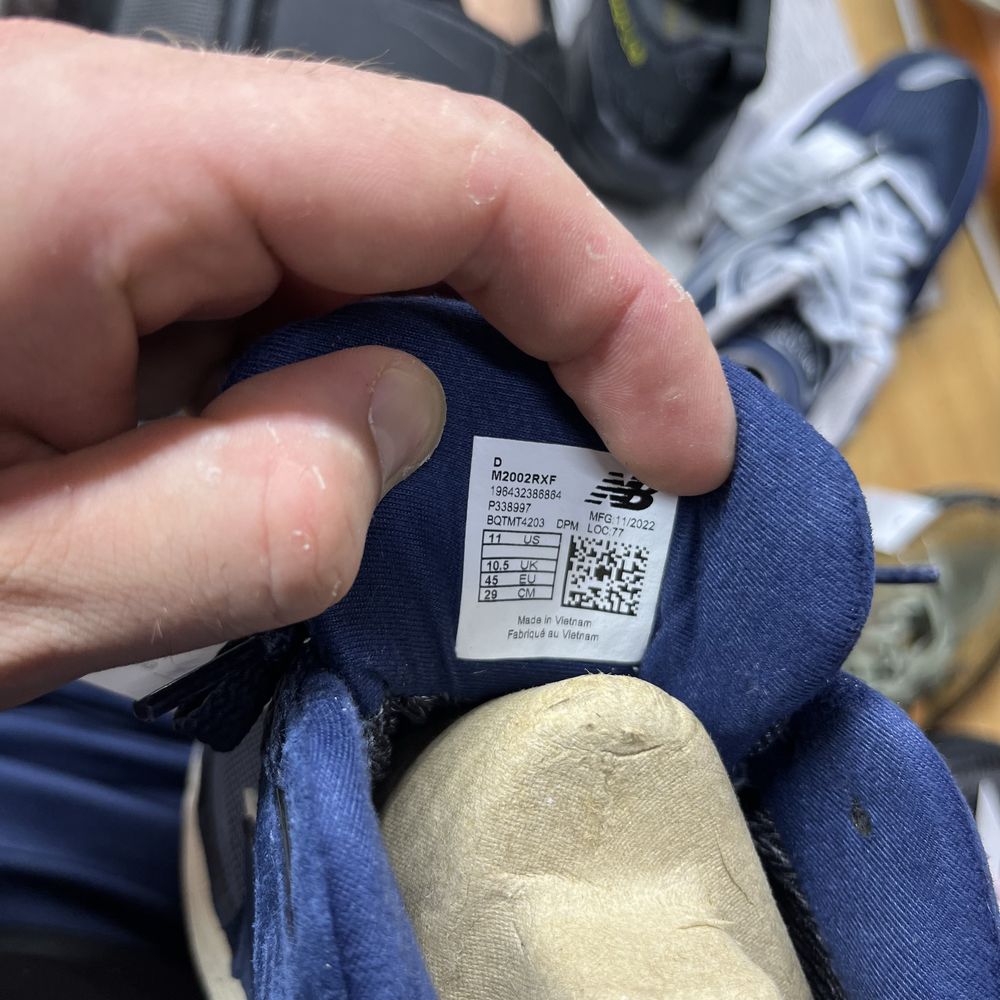 D
M2002RXF
196432386864
P338997
MFG:11/2022
BQTMT4203 DPM LOC:77
11 US
10.5 UK
45 EU
29 CM
Made in Vietnam
Fabriqué au Vietnam